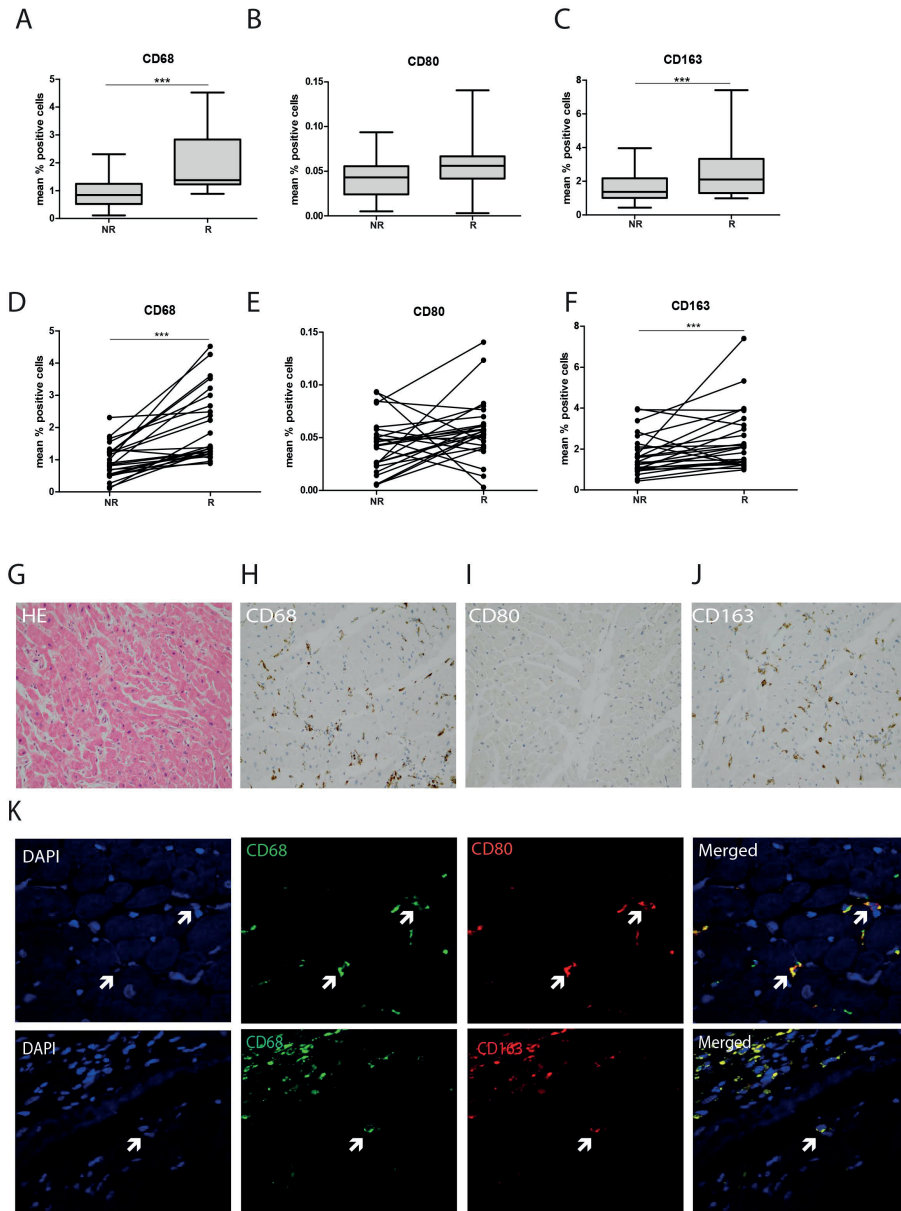 A
B
C
CD68
CD80
CD163
***
***
mean % positive cells
5
4
3
2
1
0
NR
R
mean % positive cells
0.15
0.10
0.05
0.00
NR
R
mean % positive cells
8
6
4
2
0
NR
R
D
E
F
CD68
CD80
CD163
***
***
mean % positive cells
5
4
3
2
1
0
NR
R
mean % positive cells
0.15
0.10
0.05
0.00
NR
R
mean % positive cells
8
6
4
2
0
NR
R
G
H
I
J
HE
CD68
CD80
CD163
K
DAPI
CD68
CD80
Merged
DAPI
CD68
CD163
Merged